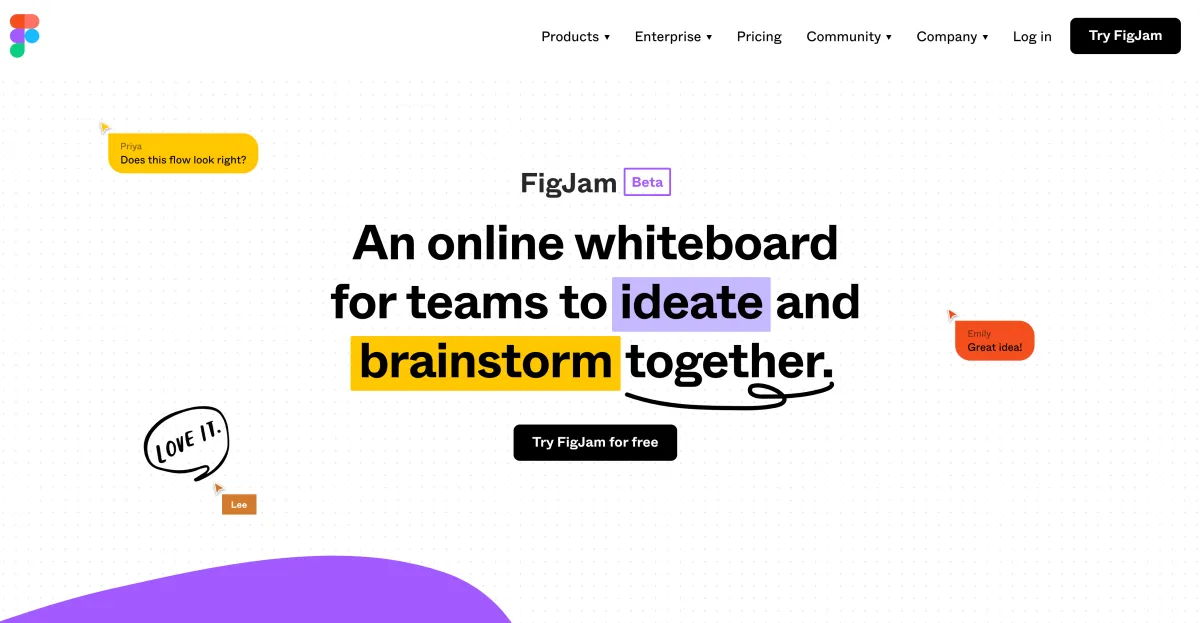 Products ▾ Enterprise ▾ Pricing Community ▾ Company ▾ Log in Try FigJam
Priya
Does this flow look right?
FigJam Beta
An online whiteboard
for teams to ideate and
brainstorm together.
Emily
Great idea!
LOVE IT.
Try FigJam for free
Lee